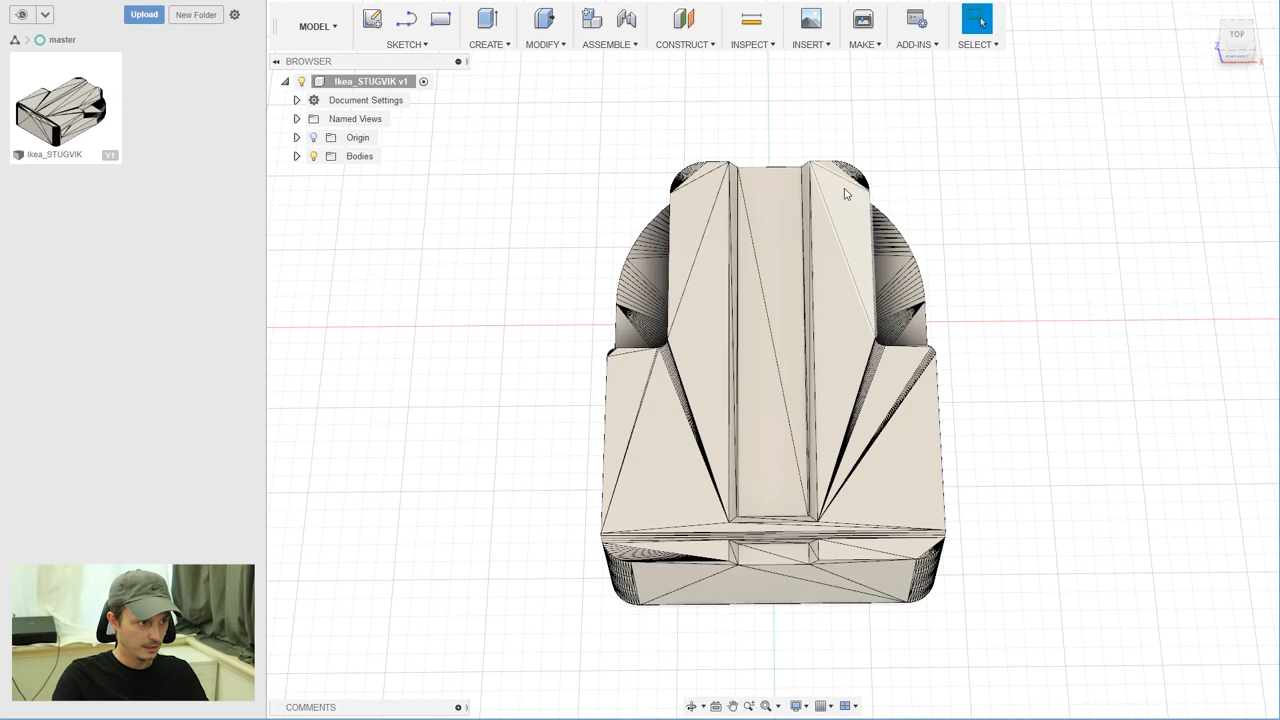 Upload
New Folder
master
Ikea_STUGVIK
V1
MODEL
SKETCH
CREATE
MODIFY
ASSEMBLE
CONSTRUCT
INSPECT
INSERT
MAKE
ADD-INS
SELECT
BROWSER
Ikea_STUGVIK v1
Document Settings
Named Views
Origin
Bodies
TOP
Z
X
COMMENTS